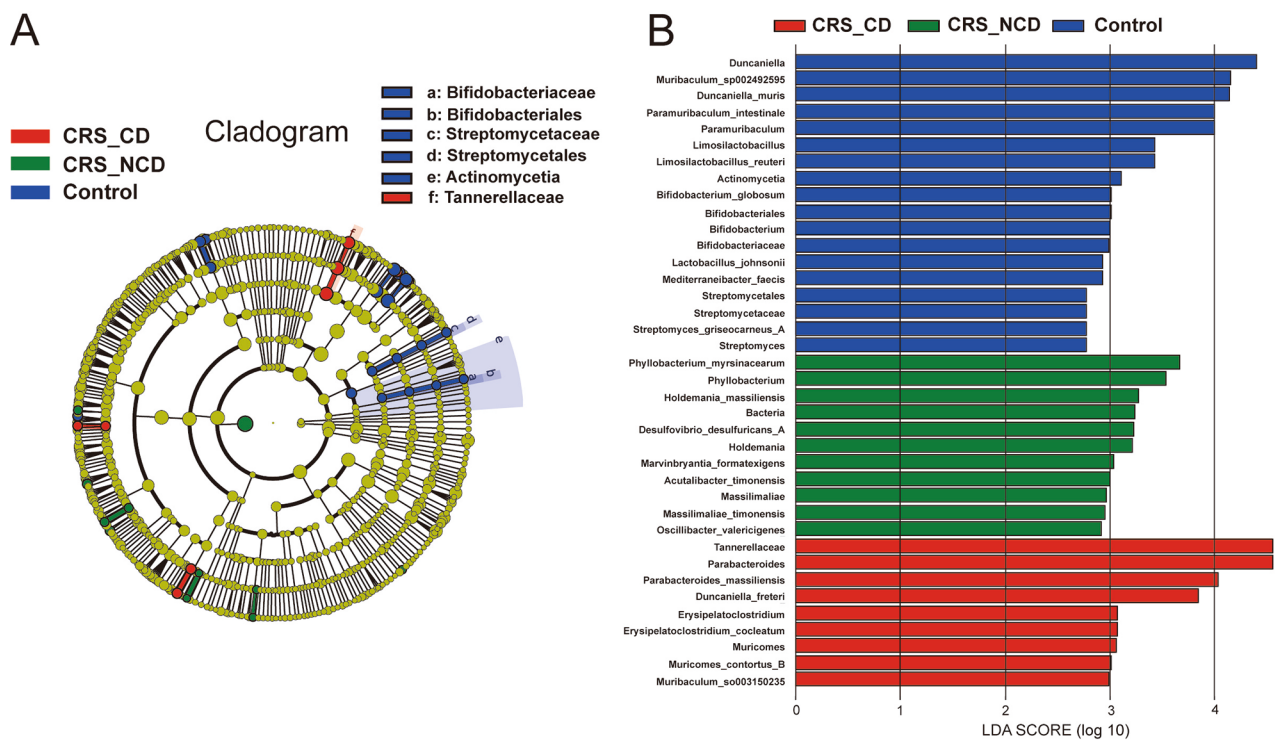 A
Cladogram
CRS_CD
CRS_NCD
Control
a: Bifidobacteriaceae
b: Bifidobacteriales
c: Streptomycetaceae
d: Streptomycetales
e: Actinomycetia
f: Tannerellaceae
f
d
c
e
b
a
B
CRS_CD CRS_NCD Control
Duncaniella
Muribaculum_sp002492595
Duncaniella_muris
Paramuribaculum_intestinale
Paramuribaculum
Limosilactobacillus
Limosilactobacillus_reuteri
Actinomycetia
Bifidobacterium_globosum
Bifidobacteriales
Bifidobacterium
Bifidobacteriaceae
Lactobacillus_johnsonii
Mediterraneibacter_faecis
Streptomycetales
Streptomycetaceae
Streptomyces_griseocarneus_A
Streptomyces
Phyllobacterium_myrsinacearum
Phyllobacterium
Holdemania_massiliensis
Bacteria
Desulfovibrio_desulfuricans_A
Holdemania
Marvinbryantia_formatexigens
Acutalibacter_timonensis
Massilimaliae
Massilimaliae_timonensis
Oscillibacter_valericigenes
Tannerellaceae
Parabacteroides
Parabacteroides_massiliensis
Duncaniella_freteri
Erysipelatoclostridium
Erysipelatoclostridium_cocleatum
Muricomes
Muricomes_contortus_B
Muribaculum_so003150235
0 1 2 3 4
LDA SCORE (log 10)